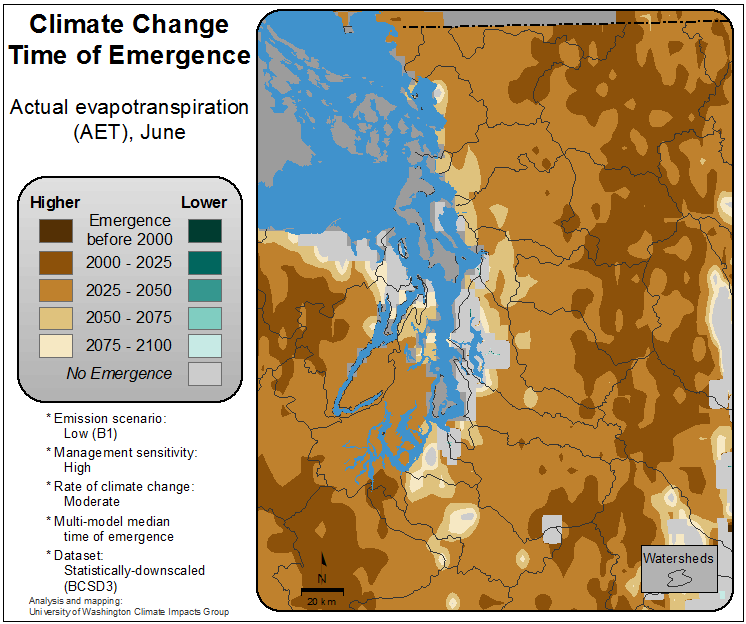 Climate Change
Time of Emergence
Actual evapotranspiration
(AET), June
Higher Lower
Emergence
before 2000
2000 - 2025
2025 - 2050
2050 - 2075
2075 - 2100
No Emergence
* Emission scenario:
Low (B1)
* Management sensitivity:
High
* Rate of climate change:
Moderate
* Multi-model median
time of emergence
* Dataset:
Statistically-downscaled
(BCSD3)
Analysis and mapping:
University of Washington Climate Impacts Group
N
20 km
Watersheds